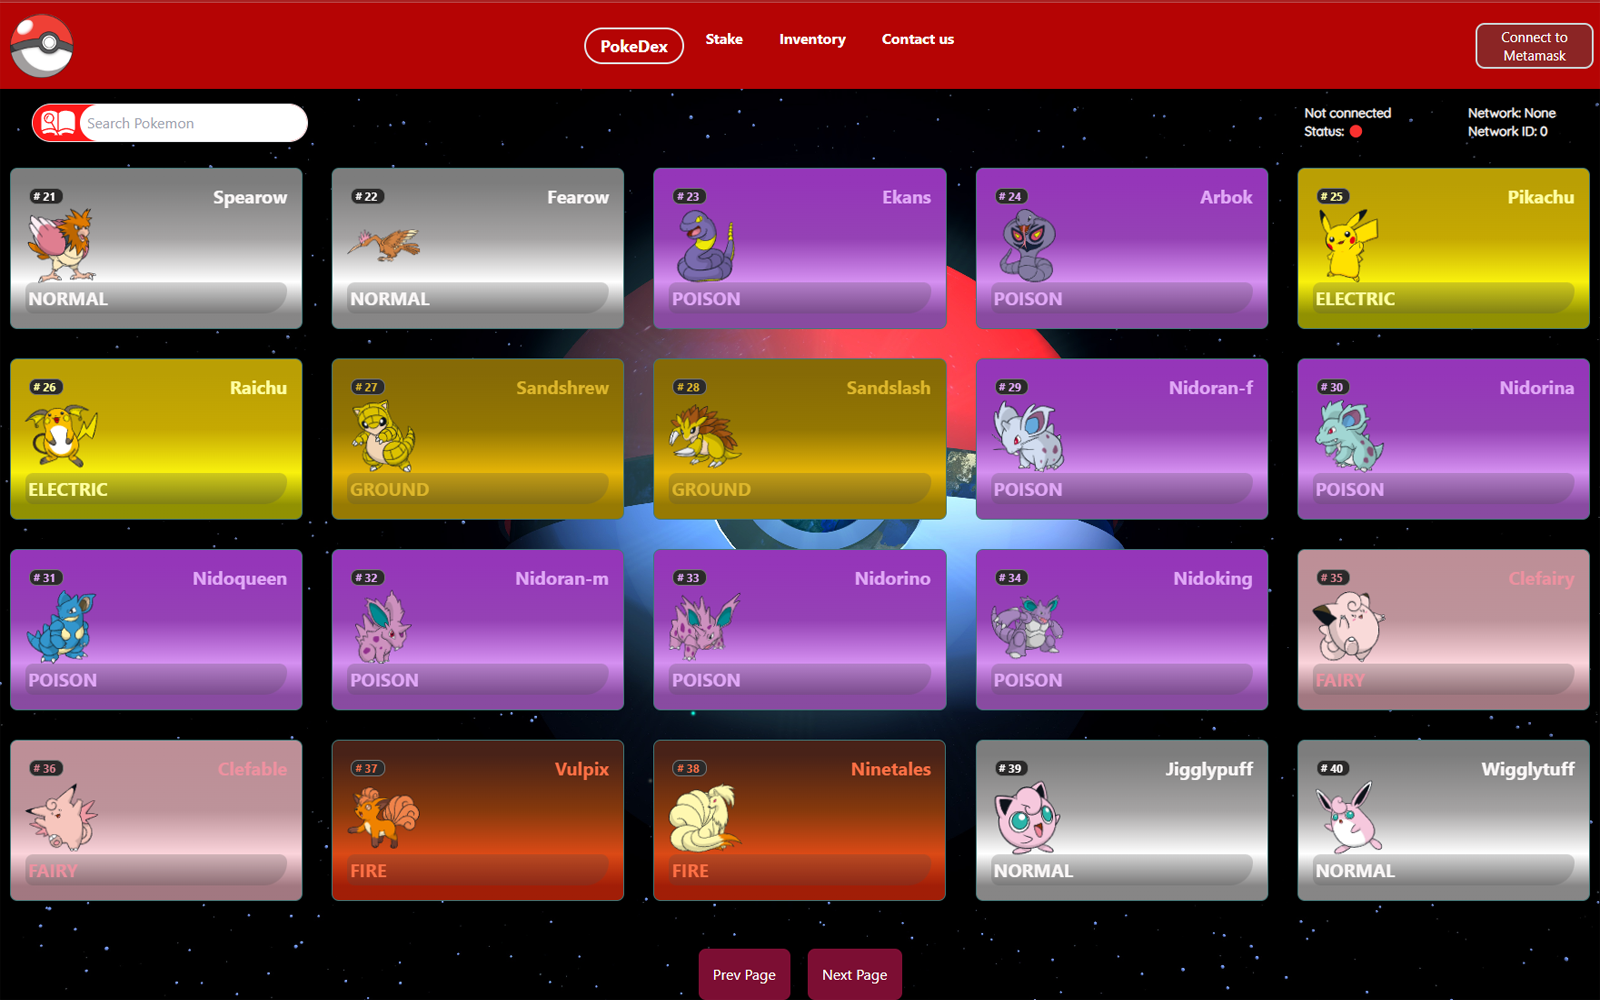 PokeDex
Stake
Inventory
Contact us
Connect to
Metamask
Search Pokemon
Not connected
Status:
Network: None
Network ID: 0
# 21
Spearow
NORMAL
# 22
Fearow
NORMAL
# 23
Ekans
POISON
# 24
Arbok
POISON
# 25
Pikachu
ELECTRIC
# 26
Raichu
ELECTRIC
# 27
Sandshrew
GROUND
# 28
Sandslash
GROUND
# 29
Nidoran-f
POISON
# 30
Nidorina
POISON
# 31
Nidoqueen
POISON
# 32
Nidoran-m
POISON
# 33
Nidorino
POISON
# 34
Nidoking
POISON
# 35
Clefairy
FAIRY
# 36
Clefable
FAIRY
# 37
Vulpix
FIRE
# 38
Ninetales
FIRE
# 39
Jigglypuff
NORMAL
# 40
Wigglytuff
NORMAL
Prev Page
Next Page